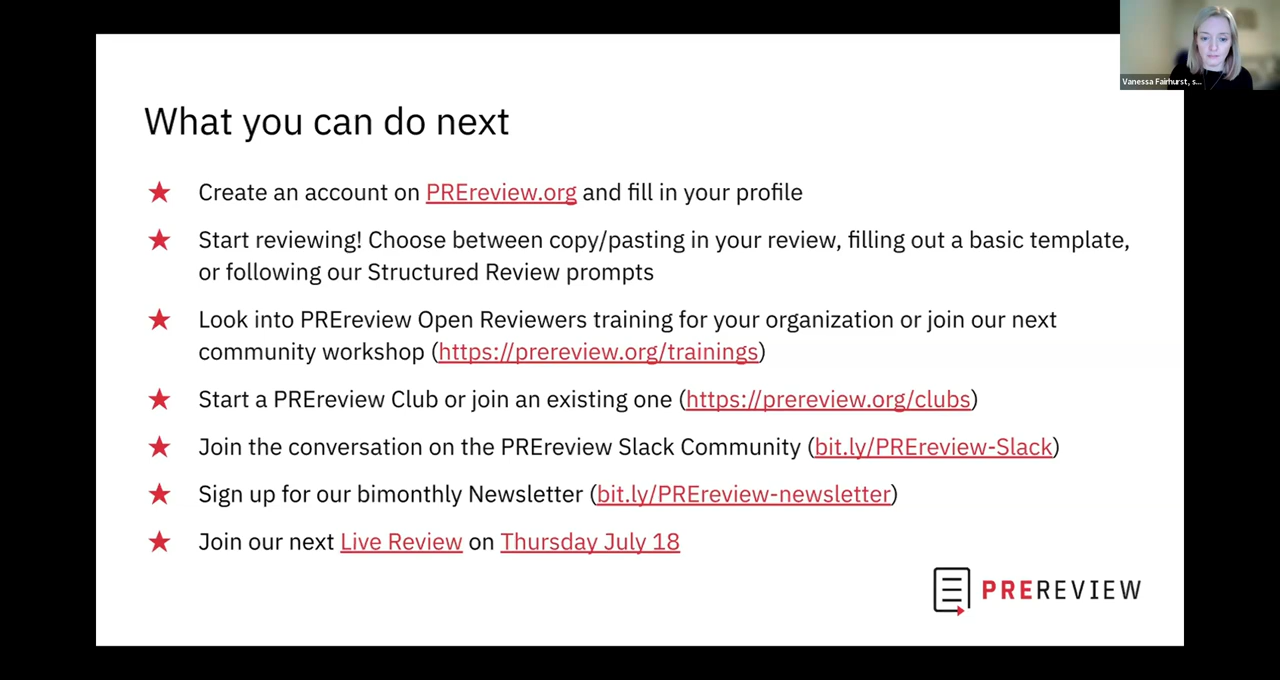 Vanessa Fairhurst, s...
What you can do next
★ Create an account on PREreview.org and fill in your profile
★ Start reviewing! Choose between copy/pasting in your review, filling out a basic template,
or following our Structured Review prompts
★ Look into PREreview Open Reviewers training for your organization or join our next
community workshop (https://prereview.org/trainings)
★ Start a PREreview Club or join an existing one (https://prereview.org/clubs)
★ Join the conversation on the PREreview Slack Community (bit.ly/PREreview-Slack)
★ Sign up for our bimonthly Newsletter (bit.ly/PREreview-newsletter)
★ Join our next Live Review on Thursday July 18
PREREVIEW